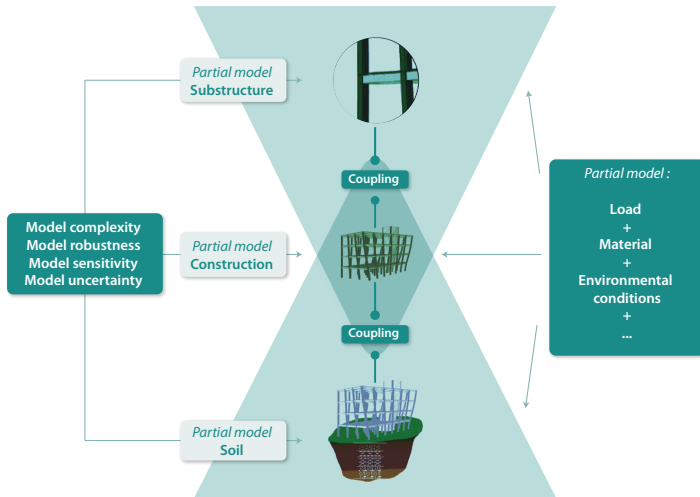 Partial model
Substructure
Coupling
Partial model :
Load
+
Material
+
Environmental
conditions
+
...
Model complexity
Model robustness
Model sensitivity
Model uncertainty
Partial model
Construction
Coupling
Partial model
Soil